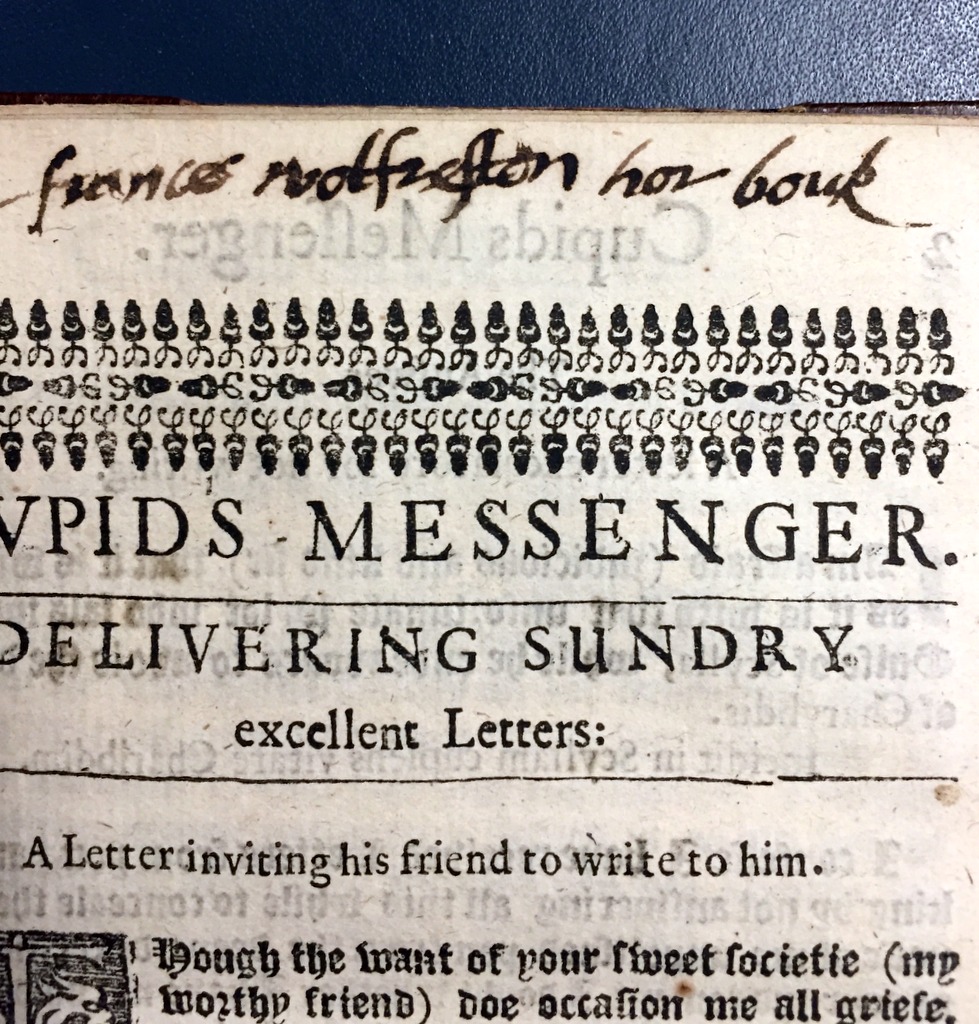 frances wolfreston hor bouk
VPIDS MESSENGER.
DELIVERING SUNDRY
excellent Letters:
A Letter inviting his friend to write to him.
Though the want of your ſweet ſocietie (my
worthy friend) doe occaſion me all griefe,